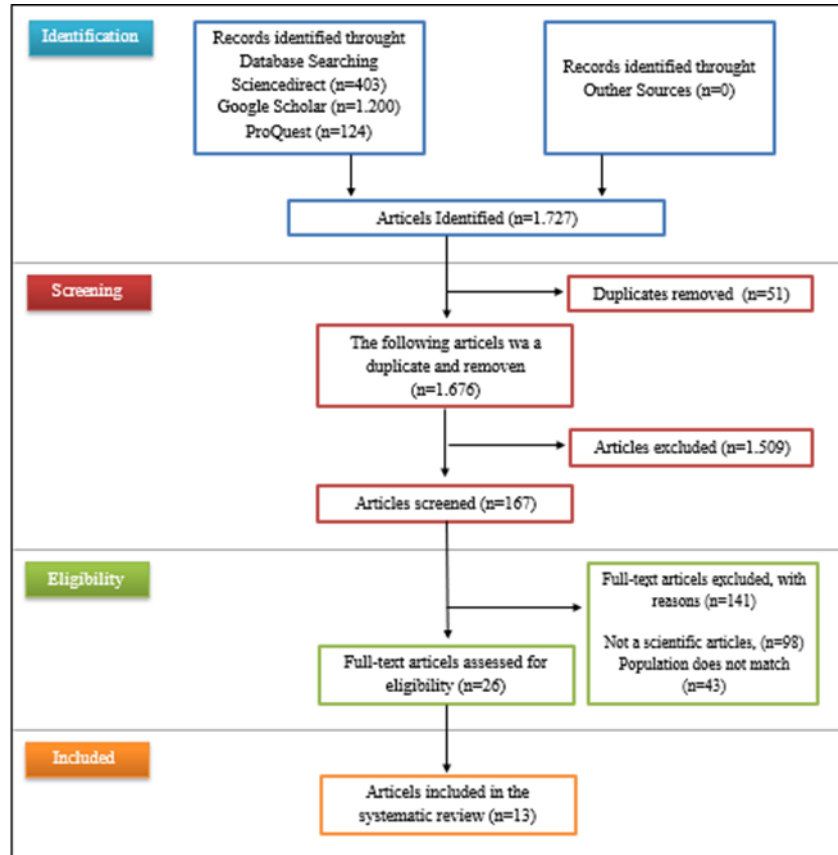 Identification
Records identified throught
Database Searching
Sciencedirect (n=403)
Google Scholar (n=1.200)
ProQuest (n=124)
Records identified throught
Outher Sources (n=0)
Articels Identified (n=1.727)
Screening
Duplicates removed (n=51)
The following articels wa a
duplicate and removen
(n=1.676)
Articles excluded (n=1.509)
Articles screened (n=167)
Eligibility
Full-text articels excluded, with
reasons (n=141)
Not a scientific articles, (n=98)
Population does not match
(n=43)
Full-text articels assessed for
eligibility (n=26)
Included
Articels included in the
systematic review (n=13)